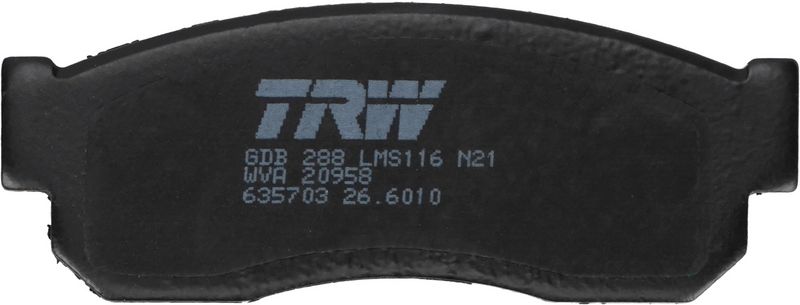 TRW
GDB 288 LMS116 N21
WVA 20958
635703 26.6010